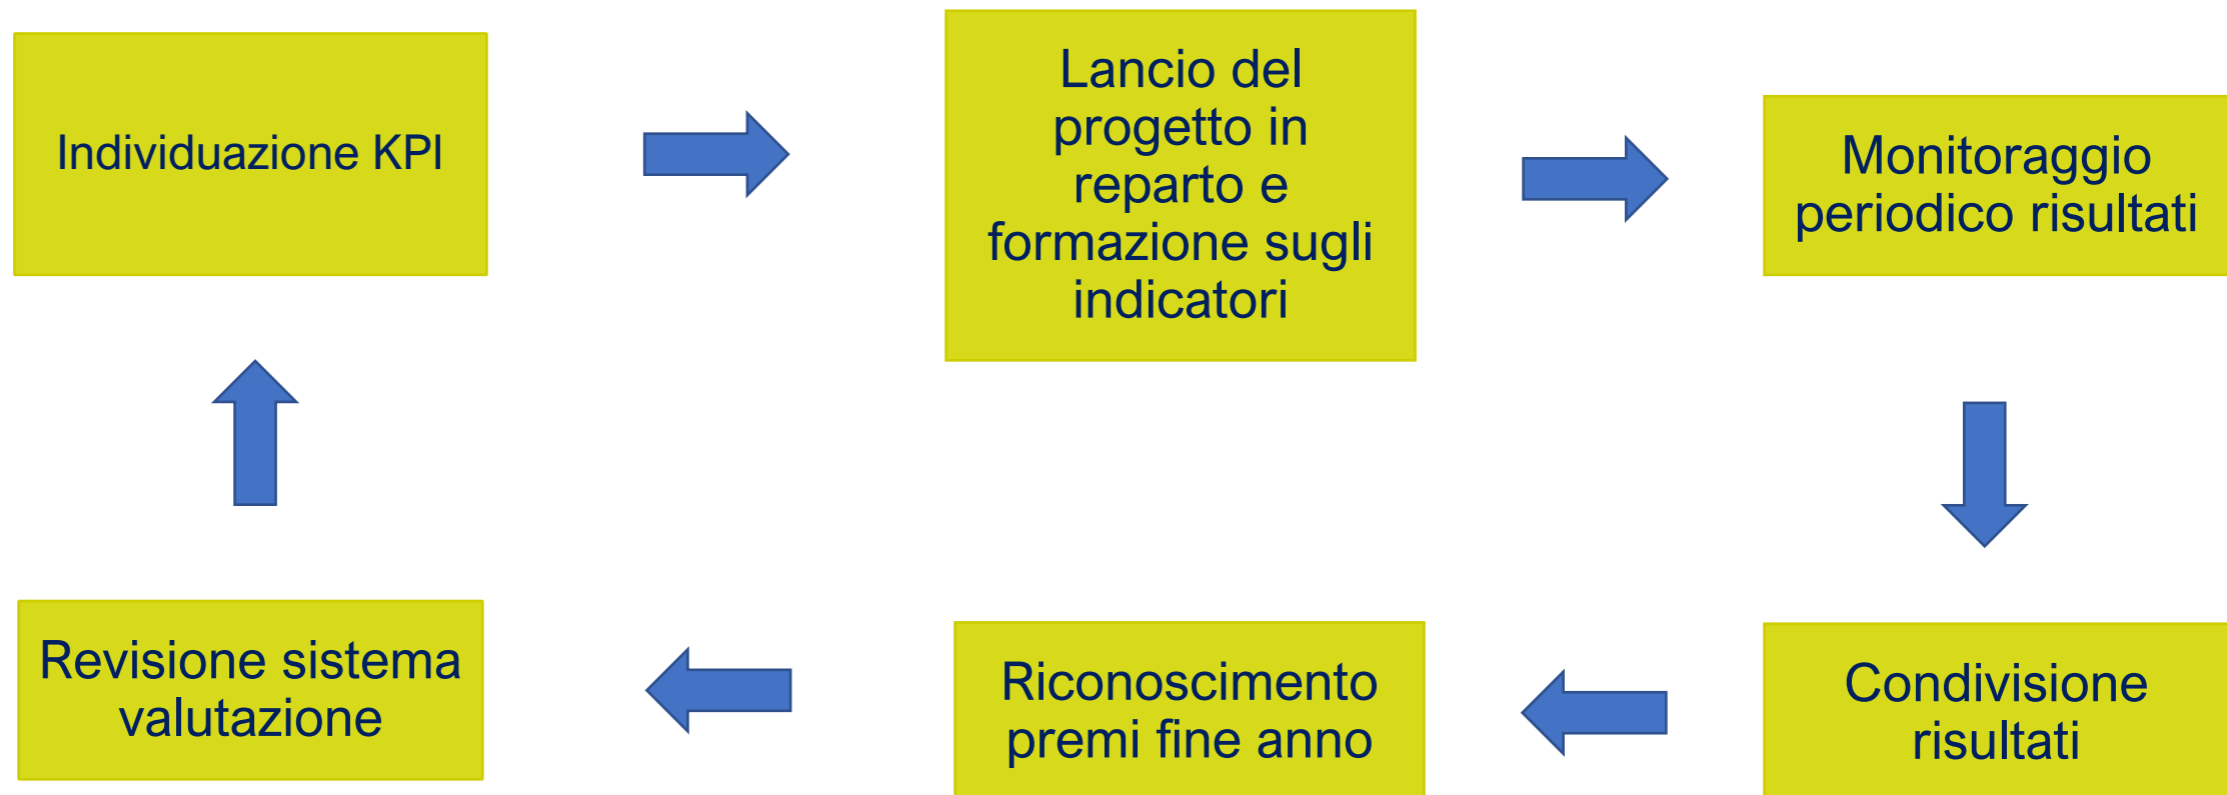 Individuazione KPI
Lancio del
progetto in
reparto e
formazione sugli
indicatori
Monitoraggio
periodico risultati
Condivisione
risultati
Riconoscimento
premi fine anno
Revisione sistema
valutazione